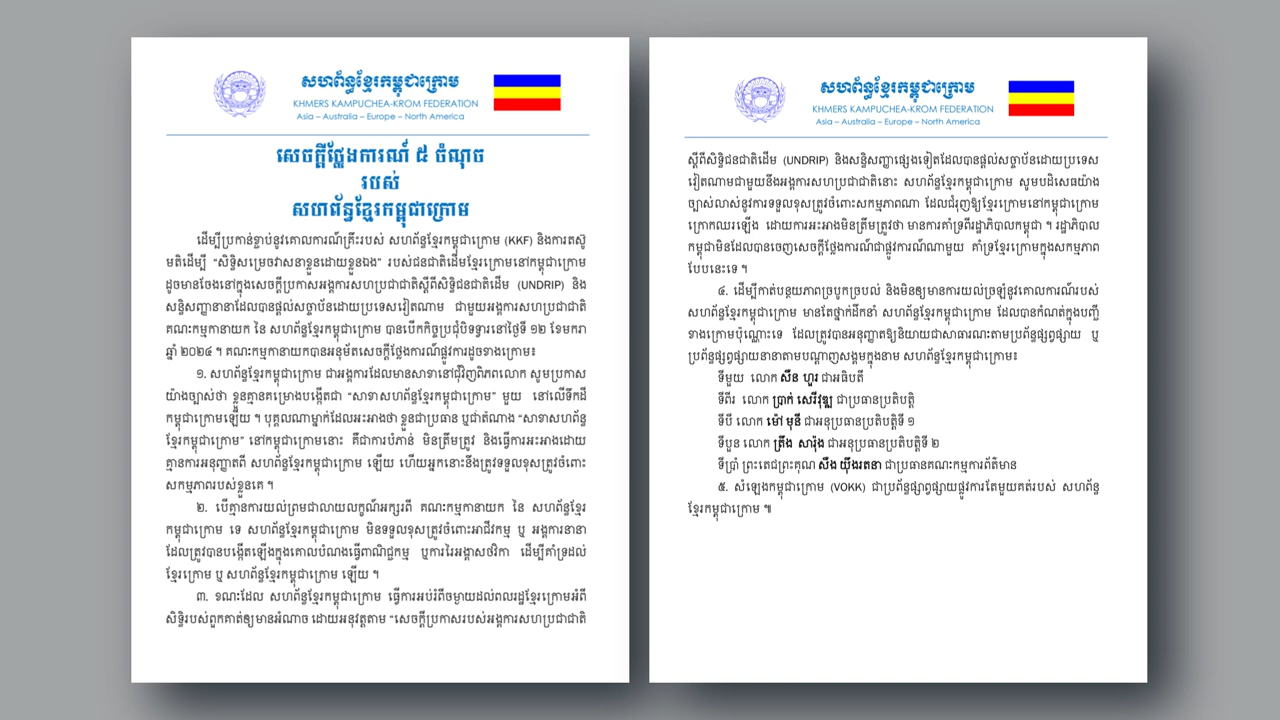 សហព័ន្ធខ្មែរកម្ពុជាក្រោម
KHMERS KAMPUCHEA-KROM FEDERATION
Asia – Australia – Europe – North America
សេចក្ដីថ្លែងការណ៍ ៥ ចំណុច
របស់
សហព័ន្ធខ្មែរកម្ពុជាក្រោម
ដើម្បីប្រកាន់ខ្ជាប់នូវគោលការណ៍គ្រឹះរបស់ សហព័ន្ធខ្មែរកម្ពុជាក្រោម (KKF) និងការតស៊ូ
មតិដើម្បី “សិទ្ធិសម្រេចវាសនាខ្លួនដោយខ្លួនឯង” របស់ជនជាតិដើមខ្មែរក្រោមនៅកម្ពុជាក្រោម
ដូចមានចែងនៅក្នុងសេចក្ដីប្រកាសអង្គការសហប្រជាជាតិស្ដីពីសិទ្ធិជនជាតិដើម (UNDRIP) និង
សន្ធិសញ្ញានានាដែលបានផ្ដល់សច្ចាប័នដោយប្រទេសវៀតណាម ជាមួយអង្គការសហប្រជាជាតិ
គណៈកម្មកានាយក នៃ សហព័ន្ធខ្មែរកម្ពុជាក្រោម បានបើកកិច្ចប្រជុំបិទទ្វារនៅថ្ងៃទី ១២ ខែមករា
ឆ្នាំ ២០២៤ ។ គណៈកម្មកានាយកបានអនុម័តសេចក្ដីថ្លែងការណ៍ផ្លូវការដូចខាងក្រោម៖
១. សហព័ន្ធខ្មែរកម្ពុជាក្រោម ជាអង្គការដែលមានសាខានៅជុំវិញពិភពលោក សូមប្រកាស
យ៉ាងច្បាស់ថា ខ្លួនគ្មានគម្រោងបង្កើតជា “សាខាសហព័ន្ធខ្មែរកម្ពុជាក្រោម” មួយ នៅលើទឹកដី
កម្ពុជាក្រោមឡើយ ។ បុគ្គលណាម្នាក់ដែលអះអាងថា ខ្លួនជាប្រធាន ឬជាតំណាង “សាខាសហព័ន្ធ
ខ្មែរកម្ពុជាក្រោម” នៅកម្ពុជាក្រោមនោះ គឺជាការបំភាន់ មិនត្រឹមត្រូវ និងធ្វើការអះអាងដោយ
គ្មានការអនុញ្ញាតពី សហព័ន្ធខ្មែរកម្ពុជាក្រោម ឡើយ ហើយអ្នកនោះនឹងត្រូវទទួលខុសត្រូវចំពោះ
សកម្មភាពរបស់ខ្លួនគេ ។
២. បើគ្មានការយល់ព្រមជាលាយលក្ខណ៍អក្សរពី គណៈកម្មកានាយក នៃ សហព័ន្ធខ្មែរ
កម្ពុជាក្រោម ទេ សហព័ន្ធខ្មែរកម្ពុជាក្រោម មិនទទួលខុសត្រូវចំពោះអាជីវកម្ម ឬ អង្គការនានា
ដែលត្រូវបានបង្កើតឡើងក្នុងគោលបំណងធ្វើពាណិជ្ជកម្ម ឬការរៃអង្គាសថវិកា ដើម្បីគាំទ្រដល់
ខ្មែរក្រោម ឬ សហព័ន្ធខ្មែរកម្ពុជាក្រោម ឡើយ ។
៣. ខណៈដែល សហព័ន្ធខ្មែរកម្ពុជាក្រោម ធ្វើការអប់រំពីចម្ងាយដល់ពលរដ្ឋខ្មែរក្រោមអំពី
សិទ្ធិរបស់ពួកគាត់ឲ្យមានអំណាច ដោយអនុវត្តតាម “សេចក្ដីប្រកាសរបស់អង្គការសហប្រជាជាតិ
សហព័ន្ធខ្មែរកម្ពុជាក្រោម
KHMERS KAMPUCHEA-KROM FEDERATION
Asia – Australia – Europe – North America
ស្ដីពីសិទ្ធិជនជាតិដើម (UNDRIP) និងសន្ធិសញ្ញាផ្សេងទៀតដែលបានផ្ដល់សច្ចាប័នដោយប្រទេស
វៀតណាមជាមួយនឹងអង្គការសហប្រជាជាតិនោះ សហព័ន្ធខ្មែរកម្ពុជាក្រោម សូមបដិសេធយ៉ាង
ច្បាស់លាស់នូវការទទួលខុសត្រូវចំពោះសកម្មភាពណា ដែលជំរុញឱ្យខ្មែរក្រោមនៅកម្ពុជាក្រោម
ក្រោកឈរឡើង ដោយការអះអាងមិនត្រឹមត្រូវថា មានការគាំទ្រពីរដ្ឋាភិបាលកម្ពុជា ។ រដ្ឋាភិបាល
កម្ពុជាមិនដែលបានចេញសេចក្ដីថ្លែងការណ៍ជាផ្លូវការណ៍ណាមួយ គាំទ្រខ្មែរក្រោមក្នុងសកម្មភាព
បែបនេះទេ ។
៤. ដើម្បីកាត់បន្ថយភាពច្របូកច្របល់ និងមិនឲ្យមានការយល់ច្រឡំនូវគោលការណ៍របស់
សហព័ន្ធខ្មែរកម្ពុជាក្រោម មានតែថ្នាក់ដឹកនាំ សហព័ន្ធខ្មែរកម្ពុជាក្រោម ដែលបានកំណត់ក្នុងបញ្ជី
ខាងក្រោមប៉ុណ្ណោះទេ ដែលត្រូវបានអនុញ្ញាតឱ្យនិយាយជាសាធារណៈតាមប្រព័ន្ធផ្សព្វផ្សាយ ឬ
ប្រព័ន្ធផ្សព្វផ្សាយនានាតាមបណ្ដាញសង្គមក្នុងនាម សហព័ន្ធខ្មែរកម្ពុជាក្រោម៖
ទីមួយ លោក សឺន ហួរ ជាអធិបតី
ទីពីរ លោក ប្រាក់ សេរីវុឌ្ឍ ជាប្រធានប្រតិបត្តិ
ទីបី លោក ម៉ៅ មុនី ជាអនុប្រធានប្រតិបត្តិទី ១
ទីបួន លោក ត្រឹង សារ៉ុង ជាអនុប្រធានប្រតិបត្តិទី ២
ទីប្រាំ ព្រះតេជព្រះគុណ សឺង យ៉ឹងរតនា ជាប្រធានគណៈកម្មការព័ត៌មាន
៥. សំឡេងកម្ពុជាក្រោម (VOKK) ជាប្រព័ន្ធផ្សាព្វផ្សាយផ្លូវការតែមួយគត់របស់ សហព័ន្ធ
ខ្មែរកម្ពុជាក្រោម ៕